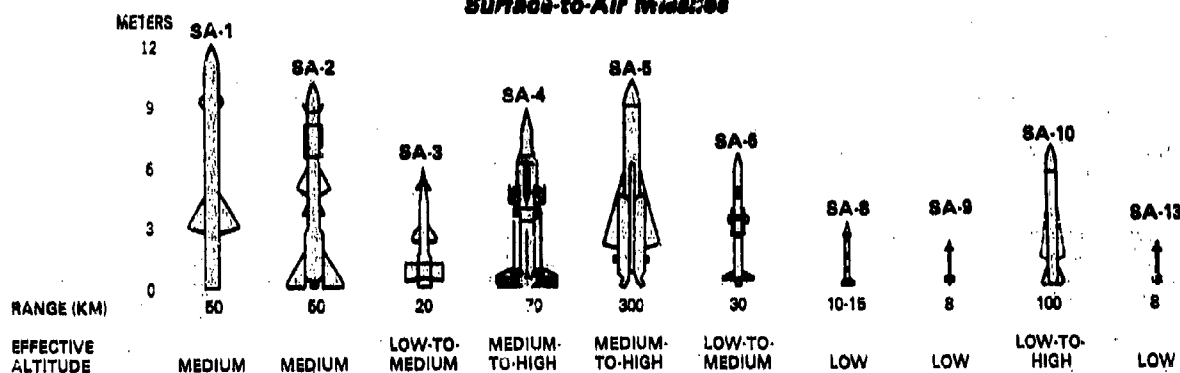 Surface-to-Air Missiles
METERS
SA-1
SA-2
SA-3
SA-4
SA-5
SA-6
SA-8
SA-9
SA-10
SA-13
12
9
6
3
0
RANGE (KM) 50 50 20 70 300 30 10-15 8 100 8
EFFECTIVE ALTITUDE MEDIUM MEDIUM LOW-TO-MEDIUM MEDIUM-TO-HIGH MEDIUM-TO-HIGH LOW-TO-MEDIUM LOW LOW LOW-TO-HIGH LOW